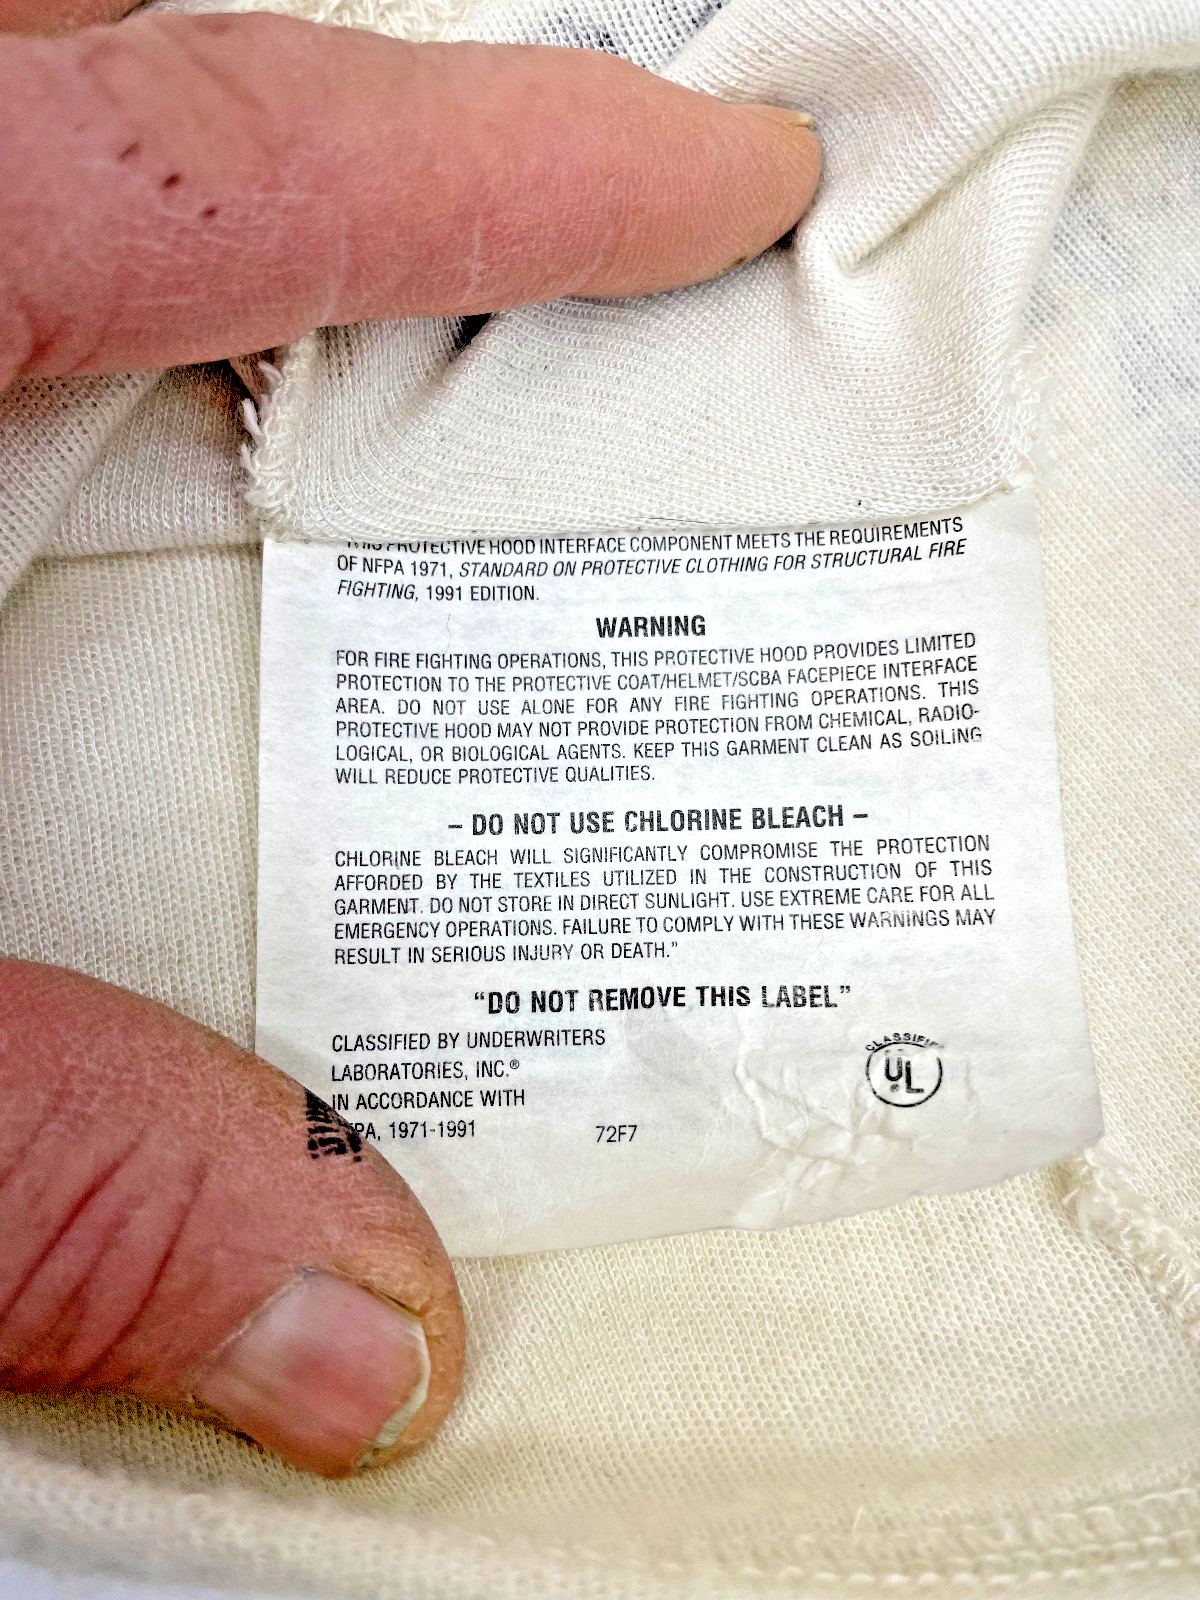 THIS PROTECTIVE HOOD INTERFACE COMPONENT MEETS THE REQUIREMENTS
OF NFPA 1971, STANDARD ON PROTECTIVE CLOTHING FOR STRUCTURAL FIRE
FIGHTING, 1991 EDITION.
WARNING
FOR FIRE FIGHTING OPERATIONS, THIS PROTECTIVE HOOD PROVIDES LIMITED
PROTECTION TO THE PROTECTIVE COAT/HELMET/SCBA FACEPIECE INTERFACE
AREA. DO NOT USE ALONE FOR ANY FIRE FIGHTING OPERATIONS. THIS
PROTECTIVE HOOD MAY NOT PROVIDE PROTECTION FROM CHEMICAL, RADIO-
LOGICAL, OR BIOLOGICAL AGENTS. KEEP THIS GARMENT CLEAN AS SOILING
WILL REDUCE PROTECTIVE QUALITIES.
– DO NOT USE CHLORINE BLEACH –
CHLORINE BLEACH WILL SIGNIFICANTLY COMPROMISE THE PROTECTION
AFFORDED BY THE TEXTILES UTILIZED IN THE CONSTRUCTION OF THIS
GARMENT. DO NOT STORE IN DIRECT SUNLIGHT. USE EXTREME CARE FOR ALL
EMERGENCY OPERATIONS. FAILURE TO COMPLY WITH THESE WARNINGS MAY
RESULT IN SERIOUS INJURY OR DEATH."
"DO NOT REMOVE THIS LABEL"
CLASSIFIED BY UNDERWRITERS
LABORATORIES, INC.®
IN ACCORDANCE WITH
PA, 1971-1991 72F7
CLASSIFI
UL